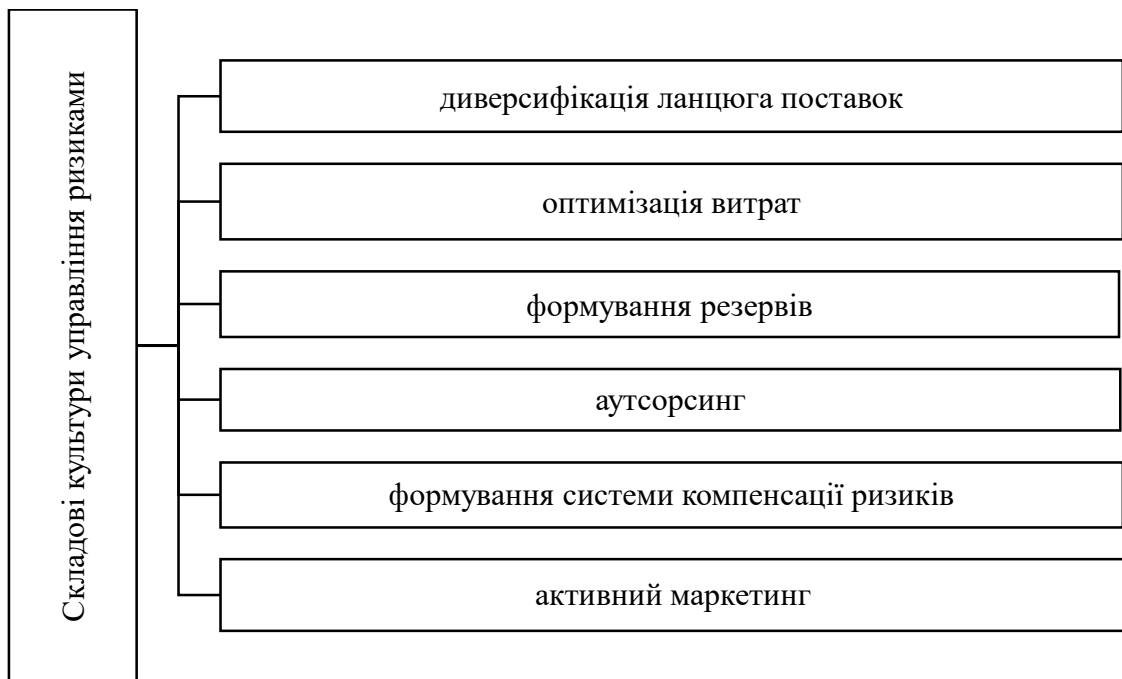 Складові культури управління ризиками
диверсифікація ланцюга поставок
оптимізація витрат
формування резервів
аутсорсинг
формування системи компенсації ризиків
активний маркетинг